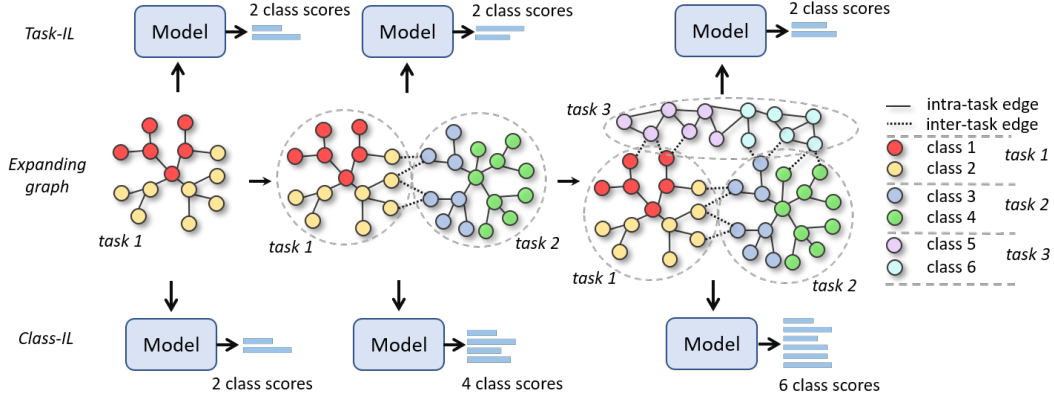 2 class scores
2 class scores
2 class scores
Task-IL
Model
Model
Model
task 3
intra-task edge
inter-task edge
class 1
task 1
class 2
Expanding
graph
class 3
task 2
class 4
class 5
task 3
class 6
task 1
task 1
task 2
task 1
task 2
Class-IL
Model
Model
Model
2 class scores
4 class scores
6 class scores